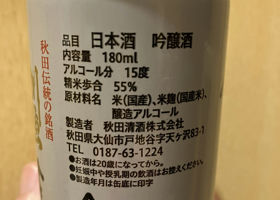 秋田伝統の銘酒
品目 日本酒 吟醸酒
内容量 180ml
アルコール分 15度
精米歩合 55%
原材料名 米(国産)、米麹(国産米)、
醸造アルコール
製造者 秋田清酒株式会社
秋田県大仙市戸地谷字天ケ沢83-1
TEL 0187-63-1224
●お酒は20歳になってから。
●妊娠中や授乳期の飲酒はお控えください。
●製造年月は缶底に印字